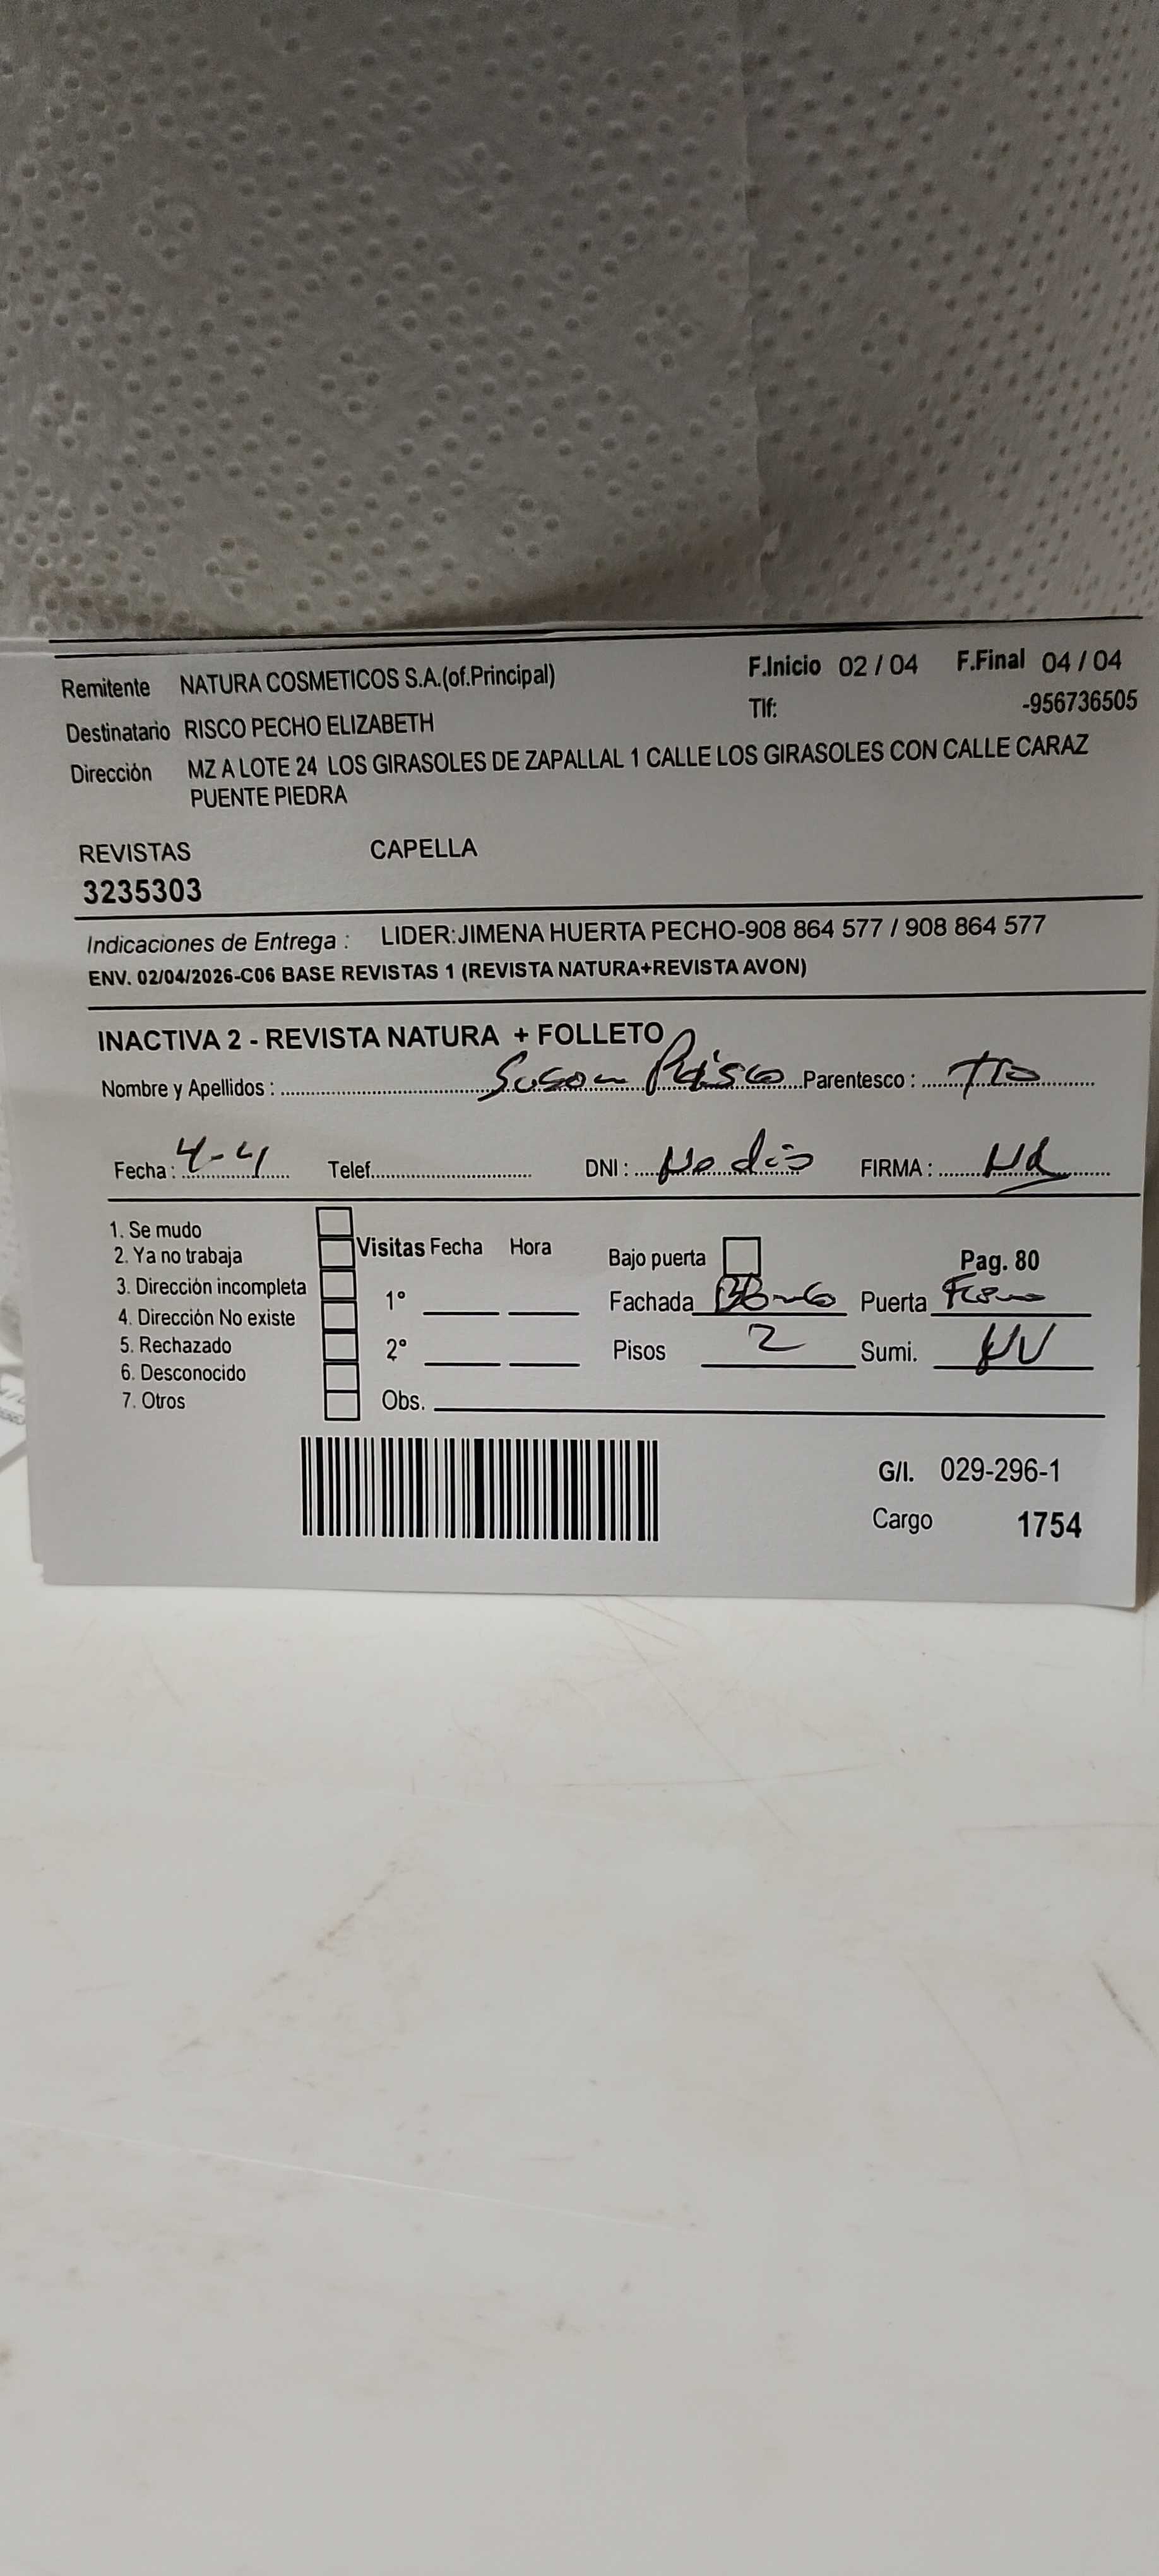 Remitente NATURA COSMETICOS S.A.(of.Principal) F.Inicio 02 / 04 F.Final 04 / 04
Destinatario RISCO PECHO ELIZABETH Tlf: -956736505
Dirección MZ A LOTE 24 LOS GIRASOLES DE ZAPALLAL 1 CALLE LOS GIRASOLES CON CALLE CARAZ
PUENTE PIEDRA
REVISTAS CAPELLA
3235303
Indicaciones de Entrega : LIDER:JIMENA HUERTA PECHO-908 864 577 / 908 864 577
ENV. 02/04/2026-C06 BASE REVISTAS 1 (REVISTA NATURA+REVISTA AVON)
INACTIVA 2 - REVISTA NATURA + FOLLETO
Nombre y Apellidos : Susan Risco Parentesco :
Fecha : 4-4 Telef. DNI : No dio FIRMA :
1. Se mudo
2. Ya no trabaja Visitas Fecha Hora Bajo puerta Pag. 80
3. Dirección incompleta 1° Fachada Blanco Puerta
4. Dirección No existe
5. Rechazado 2° Pisos 2 Sumi. NV
6. Desconocido
7. Otros Obs.
G/I. 029-296-1
Cargo 1754